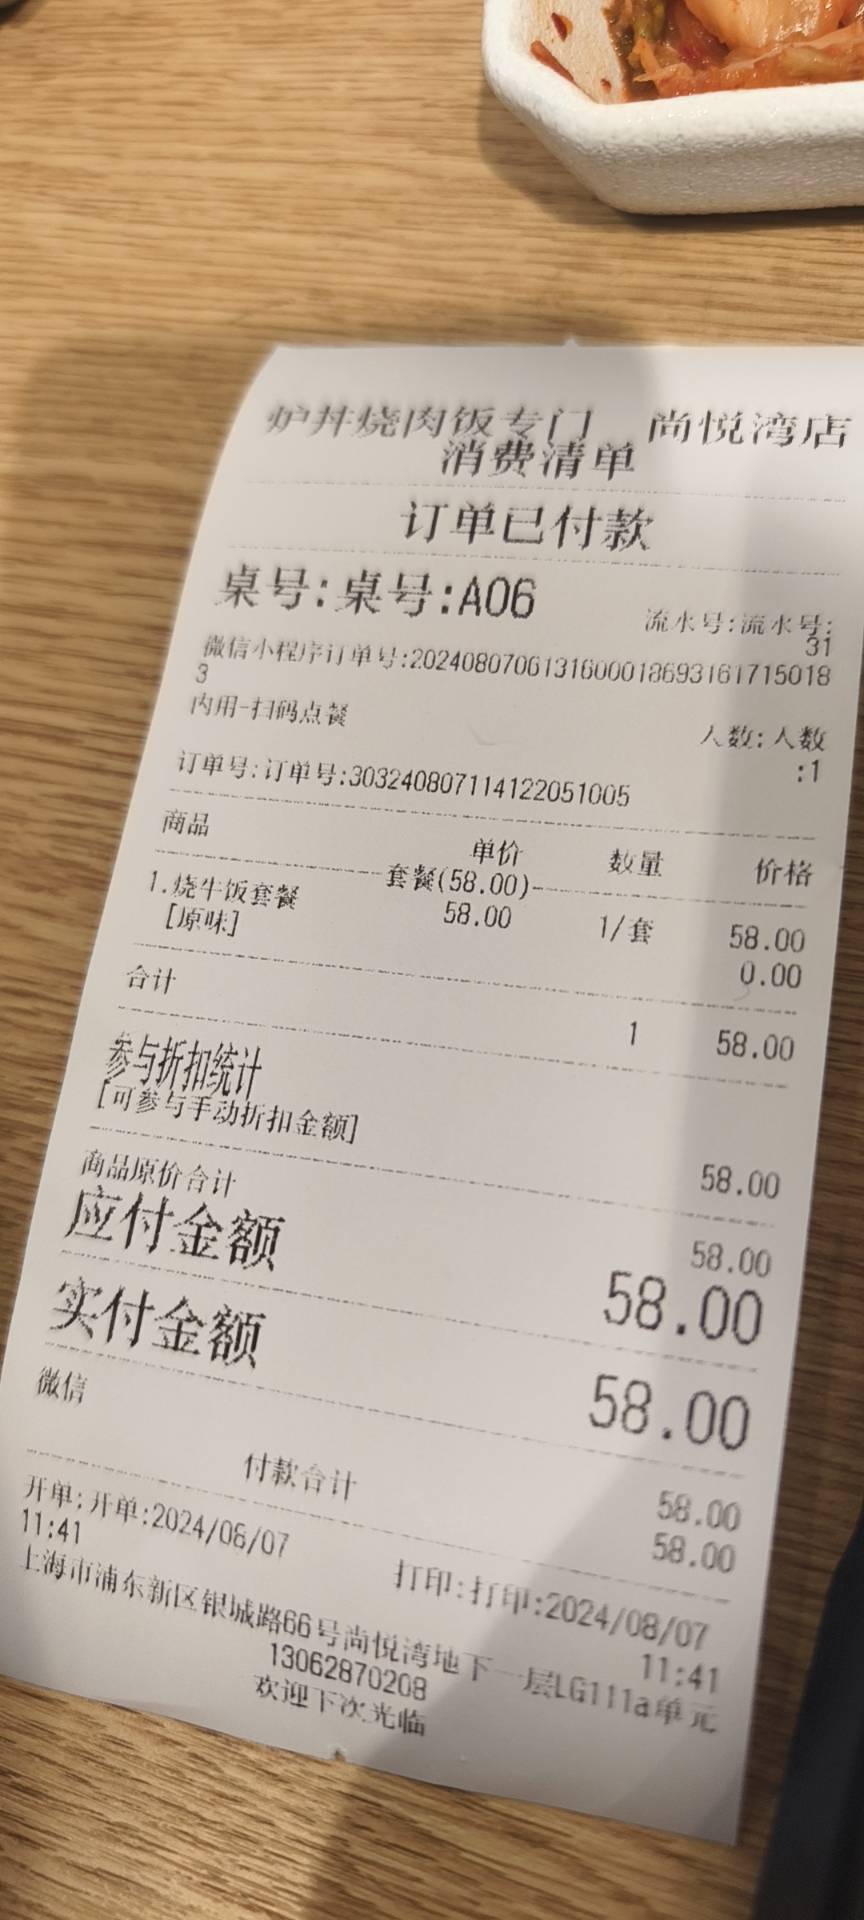 炉丼烧肉饭专门 尚悦湾店
消费清单
订单已付款
桌号:桌号:A06 流水号:流水号:
31
微信小程序订单号:2024080706131600018693161715018
3
内用-扫码点餐 人数:人数
:1
订单号:订单号:3032408071114122051005
商品 单价 数量 价格
套餐(58.00)
1.烧牛饭套餐 58.00 1/套 58.00
[原味] 0.00
合计 1 58.00
参与折扣统计
[可参与手动折扣金额] 58.00
商品原价合计 58.00
应付金额 58.00
实付金额 58.00
微信 58.00
付款合计 58.00
开单:开单:2024/08/07 打印:打印:2024/08/07
11:41 11:41
上海市浦东新区银城路66号尚悦湾地下一层LG111a单元
13062870208
欢迎下次光临